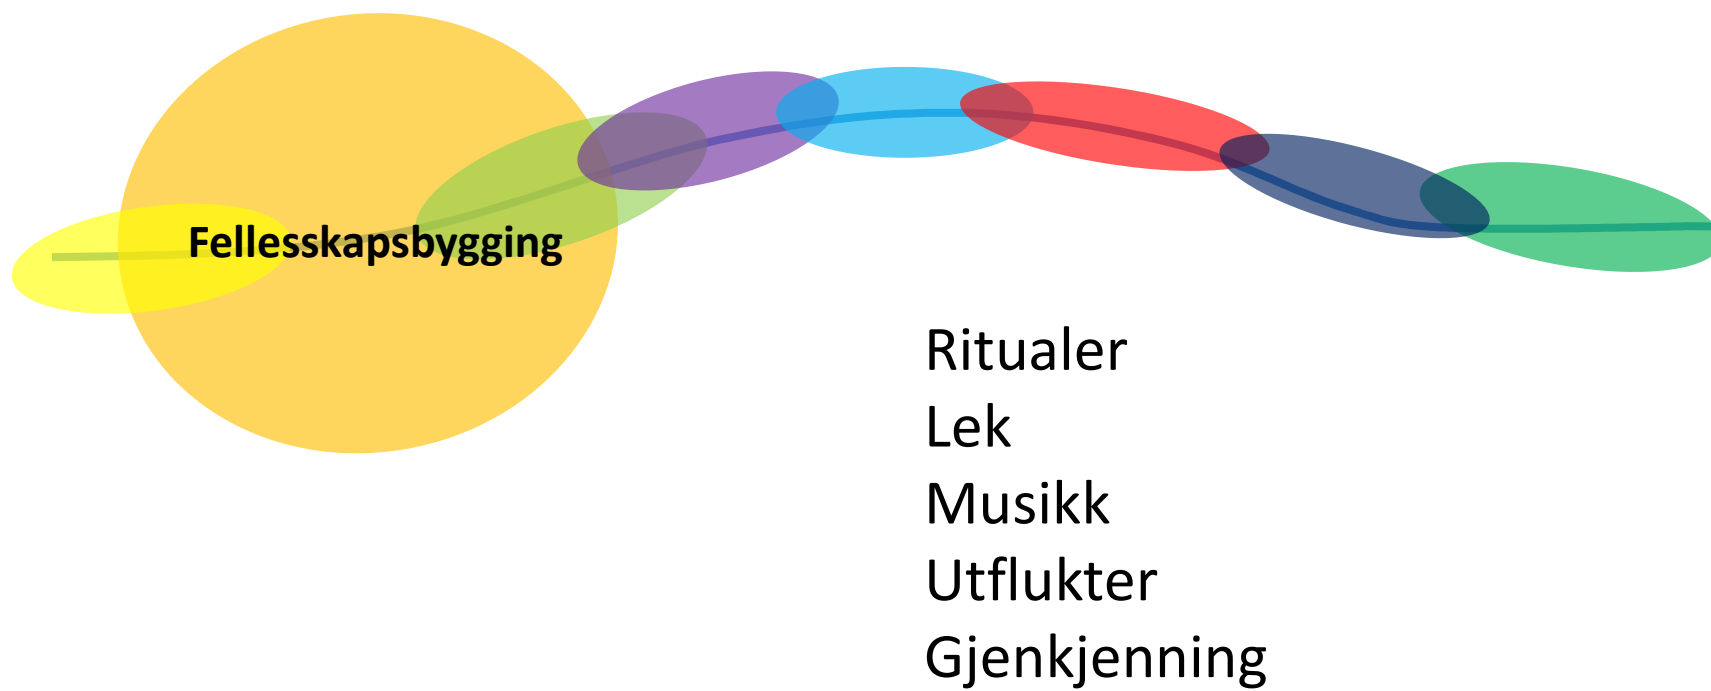 Fellesskapsbygging
Ritualer
Lek
Musikk
Utflukter
Gjenkjenning